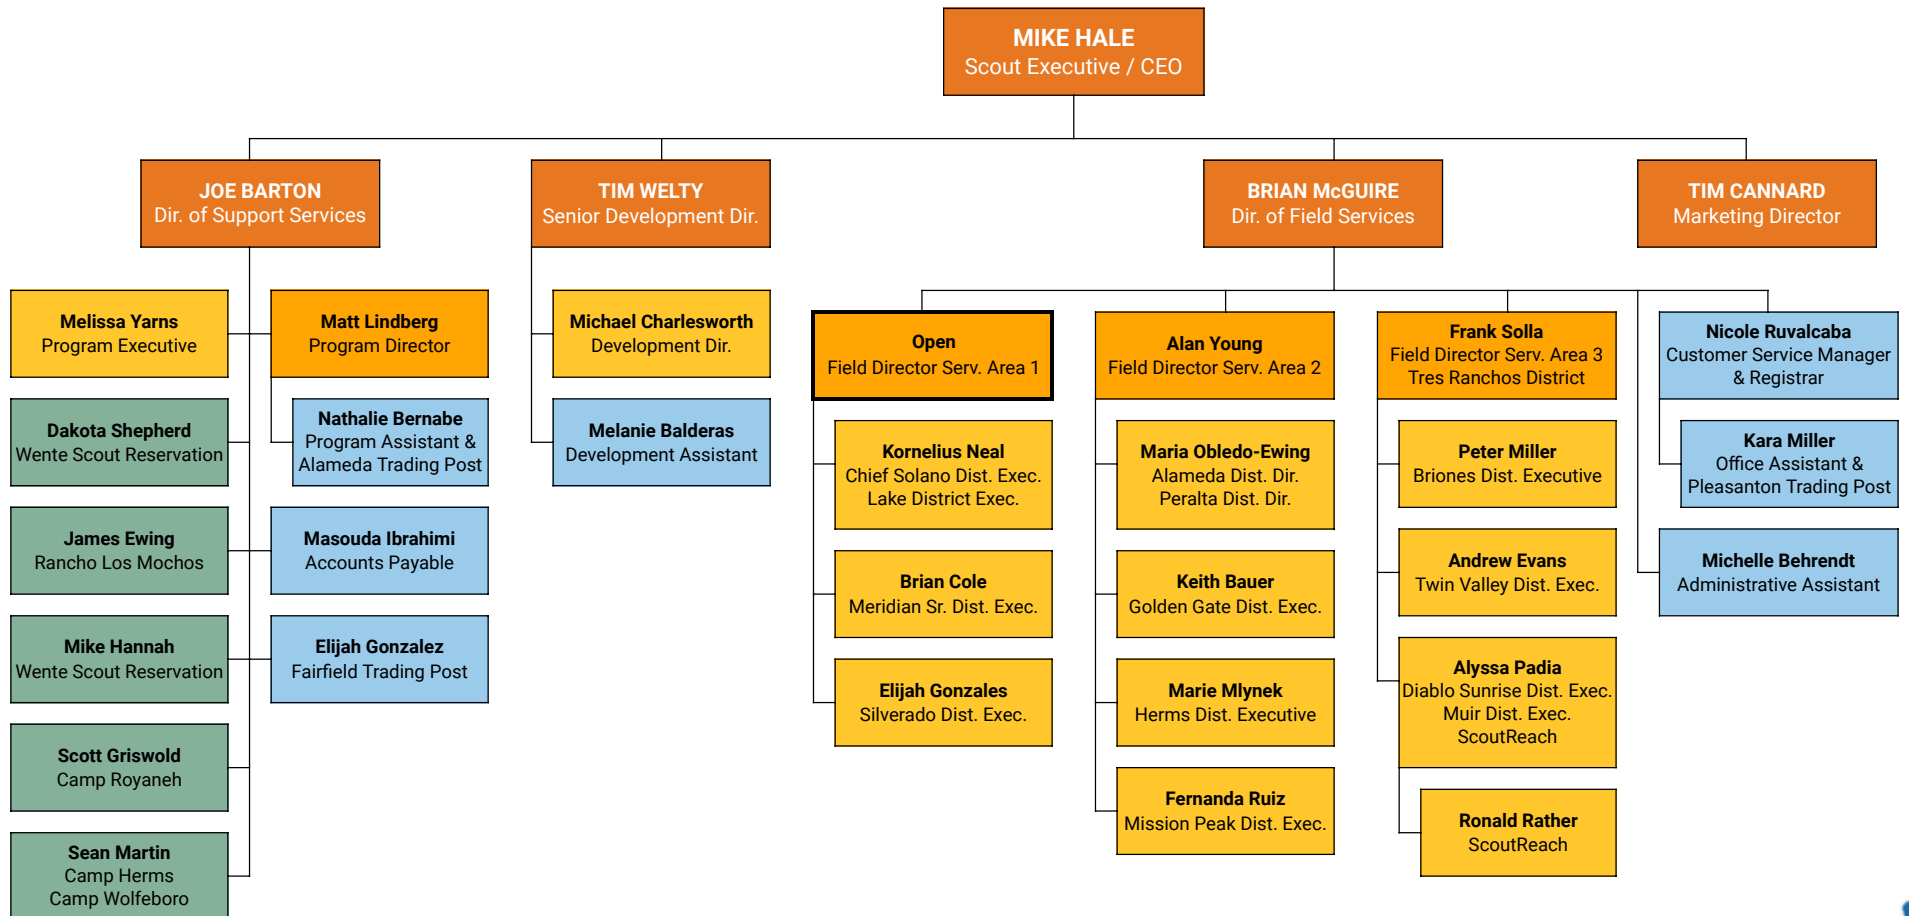 MIKE HALE
Scout Executive / CEO
JOE BARTON
Dir. of Support Services
TIM WELTY
Senior Development Dir.
BRIAN McGUIRE
Dir. of Field Services
TIM CANNARD
Marketing Director
Melissa Yarns
Program Executive
Matt Lindberg
Program Director
Nathalie Bernabe
Program Assistant &
Alameda Trading Post
Dakota Shepherd
Wente Scout Reservation
James Ewing
Rancho Los Mochos
Masouda Ibrahimi
Accounts Payable
Mike Hannah
Wente Scout Reservation
Elijah Gonzalez
Fairfield Trading Post
Scott Griswold
Camp Royaneh
Sean Martin
Camp Herms
Camp Wolfeboro
Michael Charlesworth
Development Dir.
Melanie Balderas
Development Assistant
Open
Field Director Serv. Area 1
Kornelius Neal
Chief Solano Dist. Exec.
Lake District Exec.
Brian Cole
Meridian Sr. Dist. Exec.
Elijah Gonzales
Silverado Dist. Exec.
Alan Young
Field Director Serv. Area 2
Maria Obledo-Ewing
Alameda Dist. Dir.
Peralta Dist. Dir.
Keith Bauer
Golden Gate Dist. Exec.
Marie Mlynek
Herms Dist. Executive
Fernanda Ruiz
Mission Peak Dist. Exec.
Frank Solla
Field Director Serv. Area 3
Tres Ranchos District
Peter Miller
Briones Dist. Executive
Andrew Evans
Twin Valley Dist. Exec.
Alyssa Padia
Diablo Sunrise Dist. Exec.
Muir Dist. Exec.
ScoutReach
Ronald Rather
ScoutReach
Nicole Ruvalcaba
Customer Service Manager
& Registrar
Kara Miller
Office Assistant &
Pleasanton Trading Post
Michelle Behrendt
Administrative Assistant